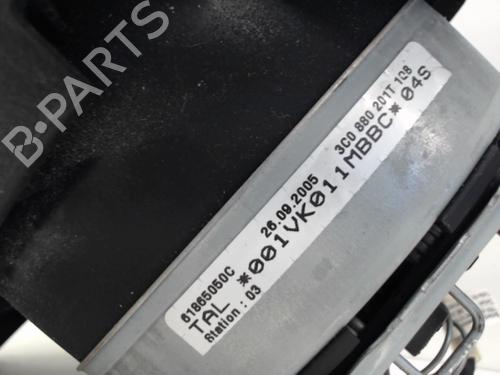 B-PARTS
61865050C 26.09.2005 3C0 880 201T 1QB
TAL *001VK011MBBC*04S
Station : 03